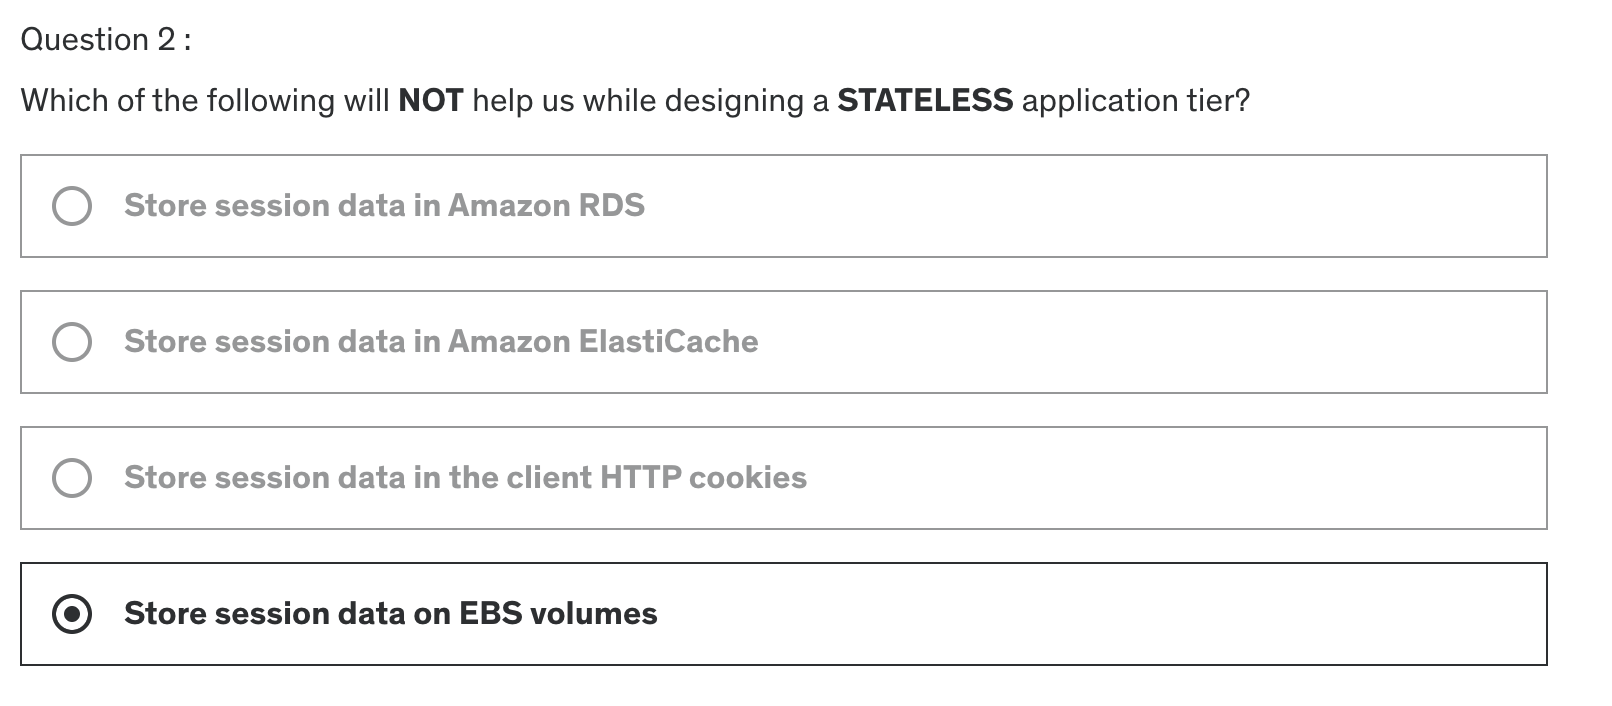 Question 2 :
Which of the following will NOT help us while designing a STATELESS application tier?
Store session data in Amazon RDS
Store session data in Amazon ElastiCache
Store session data in the client HTTP cookies
Store session data on EBS volumes